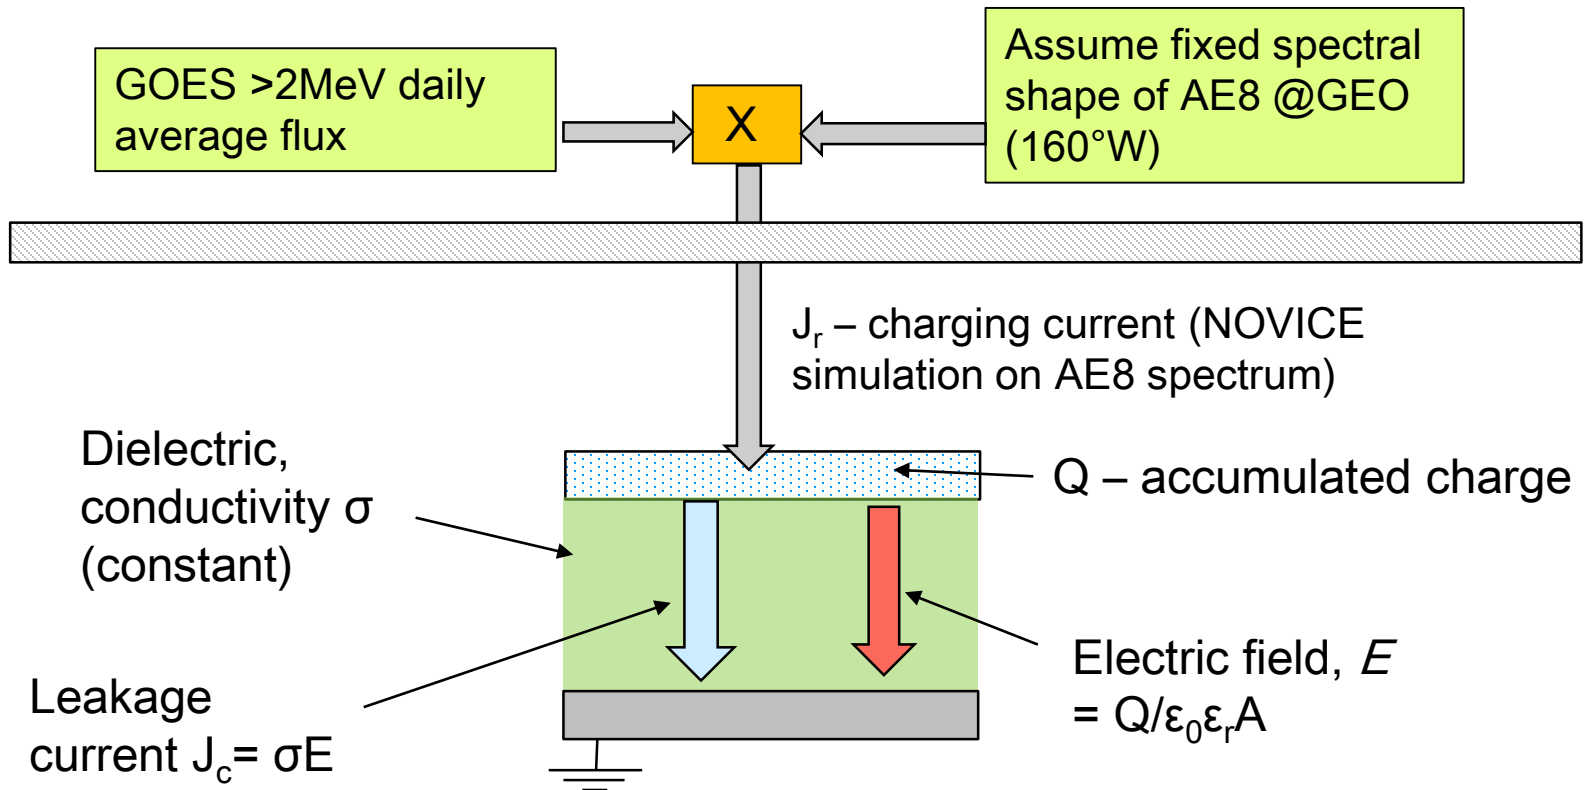 GOES >2MeV daily
average flux
X
Assume fixed spectral
shape of AE8 @GEO
(160°W)
Jr – charging current (NOVICE
simulation on AE8 spectrum)
Dielectric,
conductivity σ
(constant)
Q – accumulated charge
Leakage
current Jc= σE
Electric field, E
= Q/ε0εrA